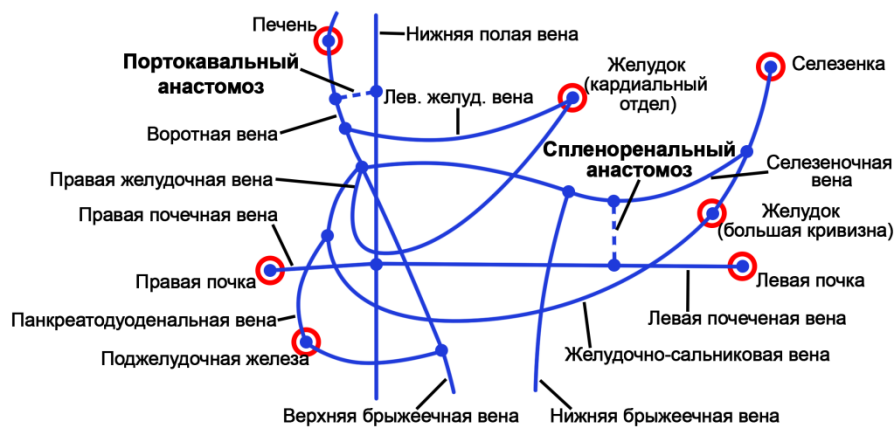 Печень
Нижняя полая вена
Портокавальный
анастомоз
Желудок
(кардиальный
отдел)
Селезенка
Лев. желуд. вена
Воротная вена
Спленоренальный
анастомоз
Селезеночная
вена
Правая желудочная вена
Правая почечная вена
Желудок
(большая кривизна)
Правая почка
Левая почка
Панкреатодуоденальная вена
Левая почеченая вена
Поджелудочная железа
Желудочно-сальниковая вена
Верхняя брыжеечная вена
Нижняя брыжеечная вена